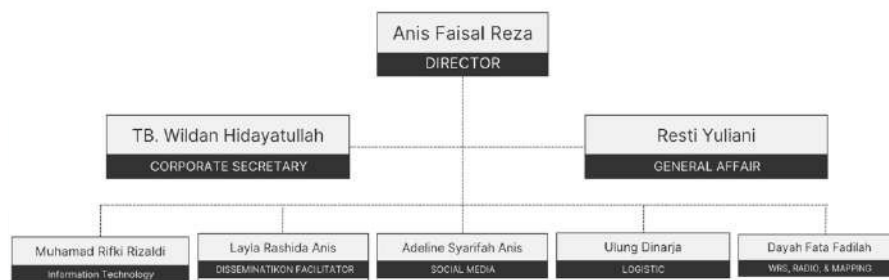 Anis Faisal Reza
DIRECTOR
TB. Wildan Hidayatullah
CORPORATE SECRETARY
Resti Yuliani
GENERAL AFFAIR
Muhamad Rifki Rizaldi
Information Technology
Layla Rashida Anis
DISSEMINATIKON FACILITATOR
Adeline Syarifah Anis
SOCIAL MEDIA
Ulung Dinarja
LOGISTIC
Dayah Fata Fadilah
WRS, RADIO, & MAPPING